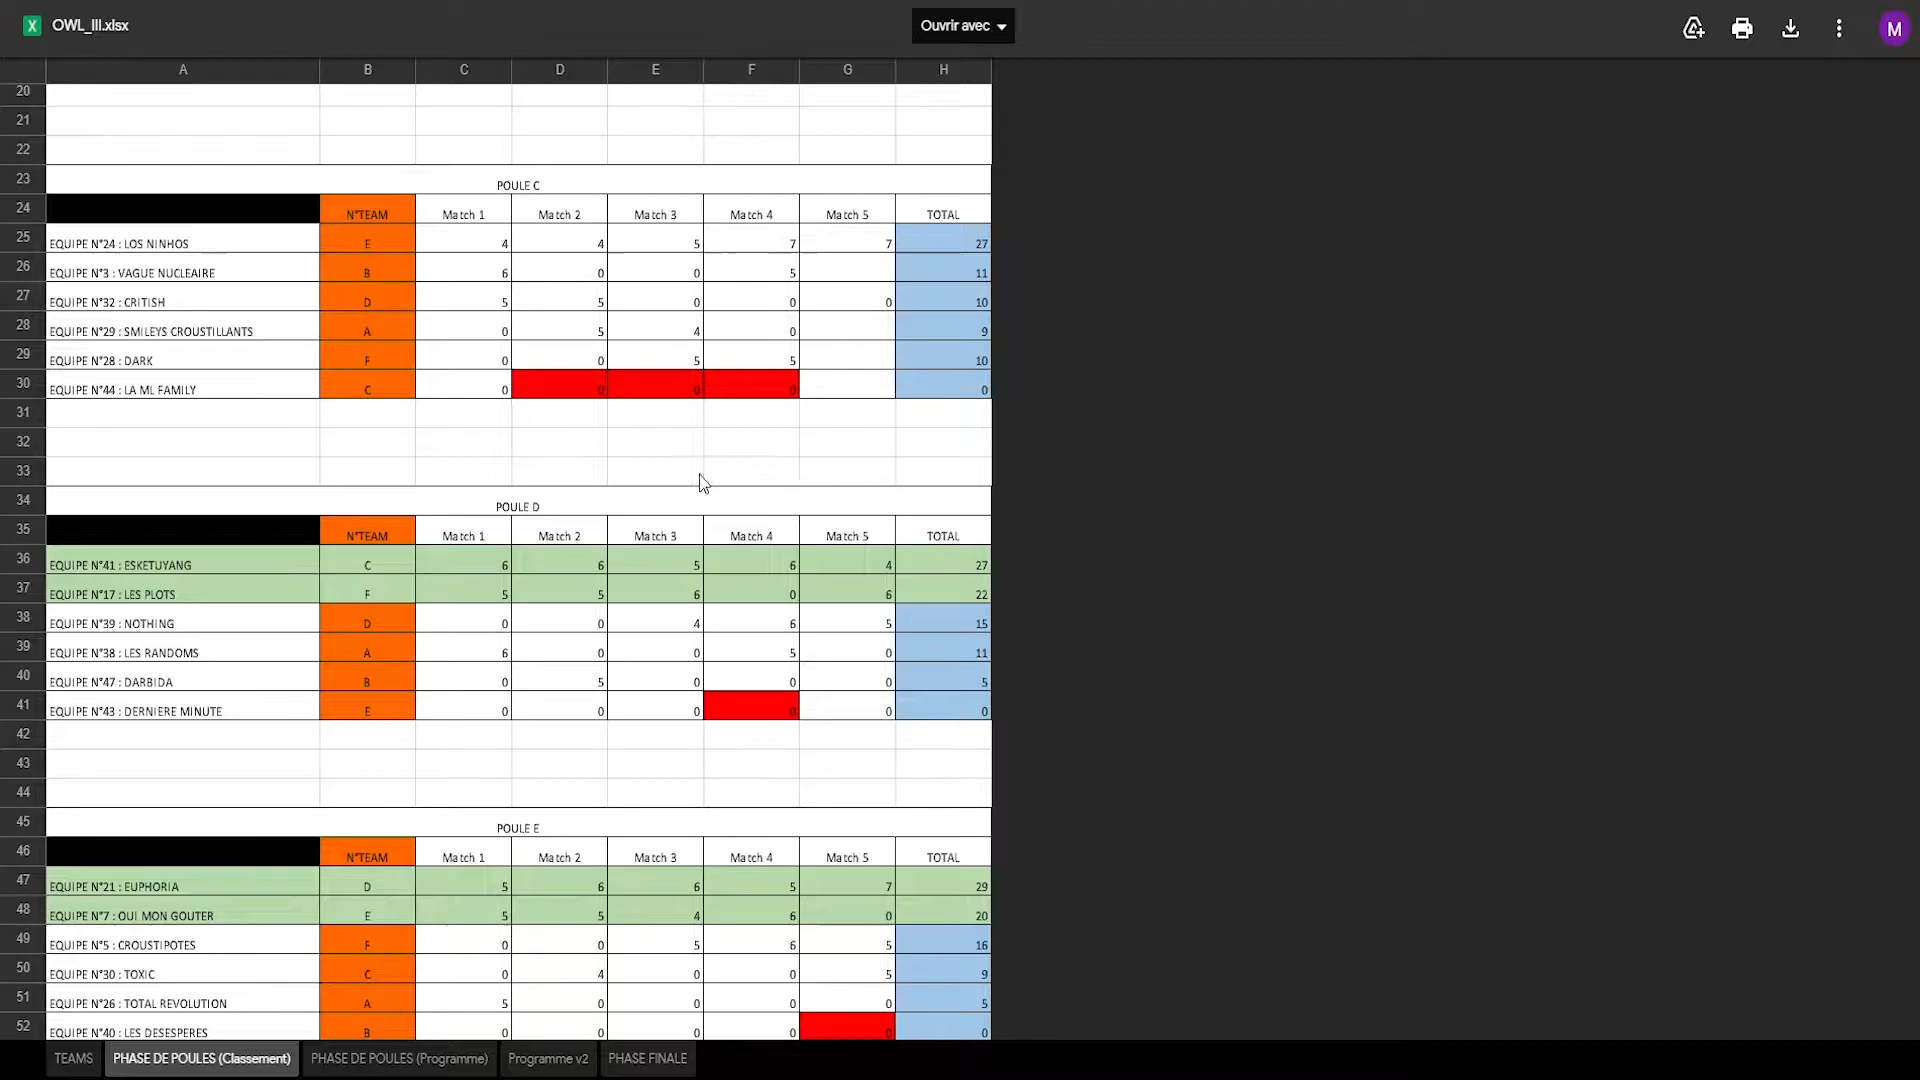 OWL_III.xlsx
Ouvrir avec
M
A B C D E F G H
20
21
22
23 POULE C
24 N°TEAM Match 1 Match 2 Match 3 Match 4 Match 5 TOTAL
25 EQUIPE N°24 : LOS NINHOS E 4 4 5 7 7 27
26 EQUIPE N°3 : VAGUE NUCLEAIRE B 6 0 0 5 11
27 EQUIPE N°32 : CRITISH D 5 5 0 0 0 10
28 EQUIPE N°29 : SMILEYS CROUSTILLANTS A 0 5 4 0 9
29 EQUIPE N°28 : DARK F 0 0 5 5 10
30 EQUIPE N°44 : LA ML FAMILY C 0 0 0 0 0
31
32
33
34 POULE D
35 N°TEAM Match 1 Match 2 Match 3 Match 4 Match 5 TOTAL
36 EQUIPE N°41 : ESKETUYANG C 6 6 5 6 4 27
37 EQUIPE N°17 : LES PLOTS F 5 5 6 0 6 22
38 EQUIPE N°39 : NOTHING D 0 0 4 6 5 15
39 EQUIPE N°38 : LES RANDOMS A 6 0 0 5 0 11
40 EQUIPE N°47 : DARBIDA B 0 5 0 0 0 5
41 EQUIPE N°43 : DERNIERE MINUTE E 0 0 0 0 0 0
42
43
44
45 POULE E
46 N°TEAM Match 1 Match 2 Match 3 Match 4 Match 5 TOTAL
47 EQUIPE N°21 : EUPHORIA D 5 6 6 5 7 29
48 EQUIPE N°7 : OUI MON GOUTER E 5 5 4 6 0 20
49 EQUIPE N°5 : CROUSTIPOTES F 0 0 5 6 5 16
50 EQUIPE N°30 : TOXIC C 0 4 0 0 5 9
51 EQUIPE N°26 : TOTAL REVOLUTION A 5 0 0 0 0 5
52 EQUIPE N°40 : LES DESESPERES B 0 0 0 0 0 0
TEAMS PHASE DE POULES (Classement) PHASE DE POULES (Programme) Programme v2 PHASE FINALE